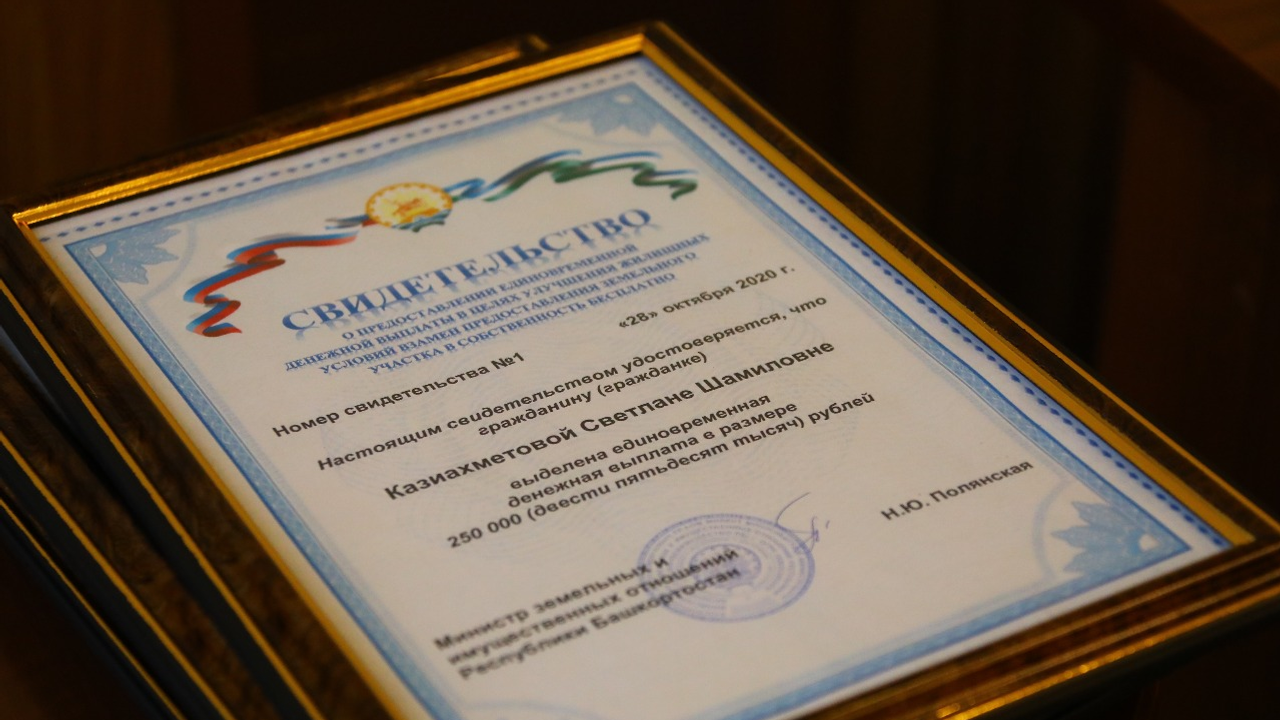 СВИДЕТЕЛЬСТВО
О ПРЕДОСТАВЛЕНИИ ЕДИНОВРЕМЕННОЙ
ДЕНЕЖНОЙ ВЫПЛАТЫ В ЦЕЛЯХ УЛУЧШЕНИЯ ЖИЛИЩНЫХ
УСЛОВИЙ ВЗАМЕН ПРЕДОСТАВЛЕНИЯ ЗЕМЕЛЬНОГО
УЧАСТКА В СОБСТВЕННОСТЬ БЕСПЛАТНО
«28» октября 2020 г.
Номер свидетельства №1
Настоящим свидетельством удостоверяется, что
гражданину (гражданке)
Казиахметовой Светлане Шамиловне
выделена единовременная
денежная выплата в размере
250 000 (двести пятьдесят тысяч) рублей
Министр земельных и
имущественных отношений
Республики Башкортостан
Н.Ю. Полянская